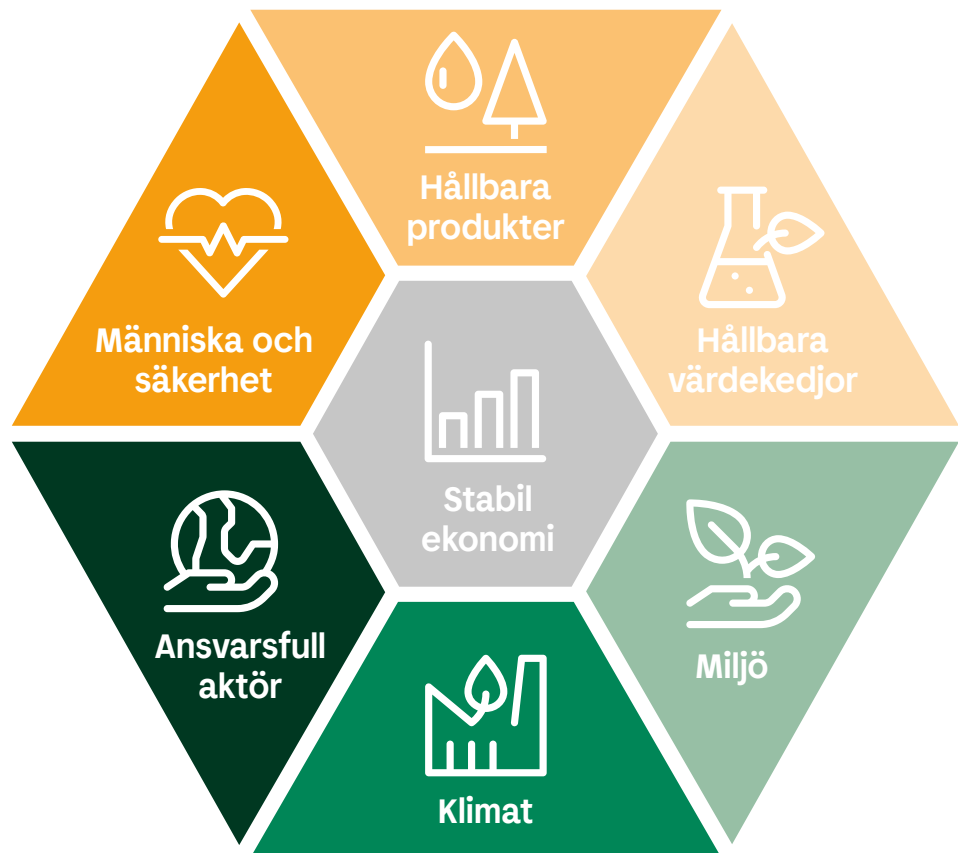 Hållbara
produkter
Människa och
säkerhet
Hållbara
värdekedjor
Stabil
ekonomi
Ansvarsfull
aktör
Miljö
Klimat